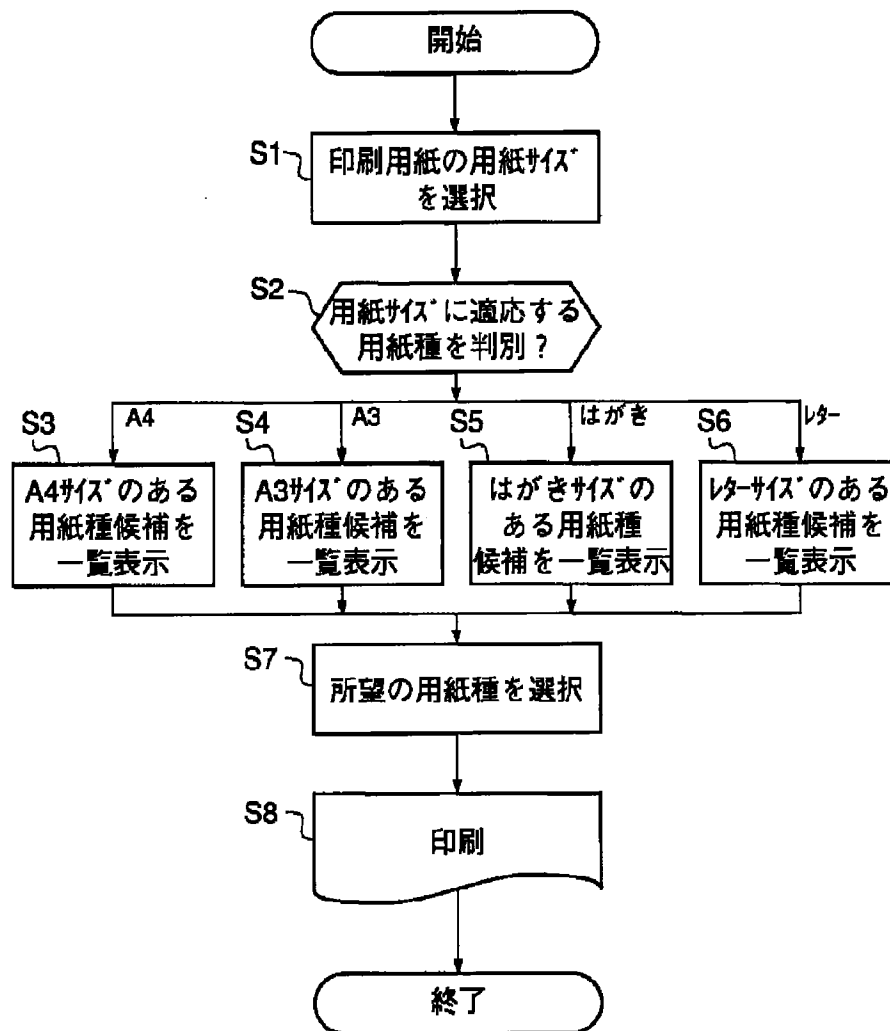 開始
S1
印刷用紙の用紙ｻｲｽﾞ
を選択
S2
用紙ｻｲｽﾞに適応する
用紙種を判別？
S3
A4
S4
A3
S5
はがき
S6
ﾚﾀｰ
A4ｻｲｽﾞのある
用紙種候補を
一覧表示
A3ｻｲｽﾞのある
用紙種候補を
一覧表示
はがきｻｲｽﾞの
ある用紙種
候補を一覧表示
ﾚﾀｰｻｲｽﾞのある
用紙種候補を
一覧表示
S7
所望の用紙種を選択
S8
印刷
終了